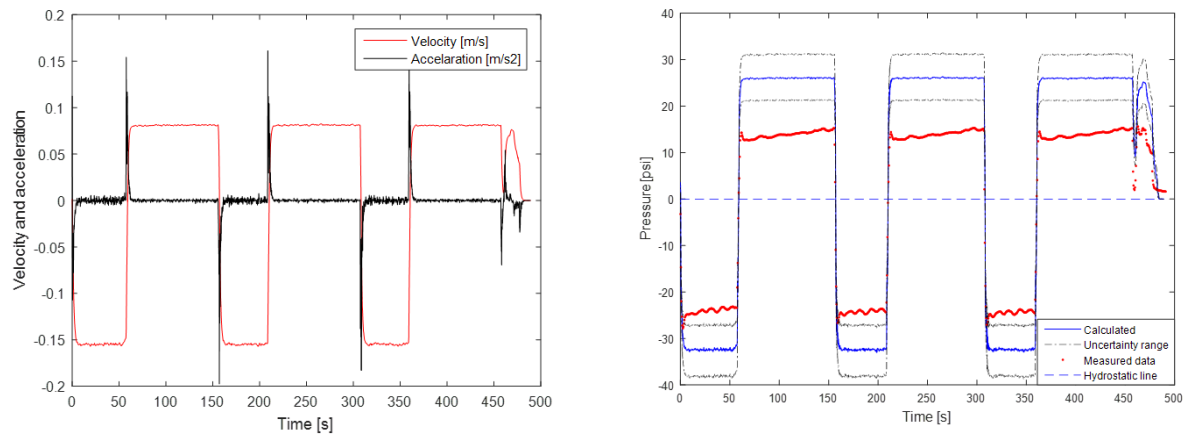 0.2
0.15
0.1
0.05
0
-0.05
-0.1
-0.15
-0.2
Velocity and acceleration
0 50 100 150 200 250 300 350 400 450 500
Time [s]
Velocity [m/s]
Accelaration [m/s2]
40
30
20
10
0
-10
-20
-30
-40
Pressure [psi]
0 50 100 150 200 250 300 350 400 450 500
Time [s]
Calculated
Uncertainty range
Measured data
Hydrostatic line